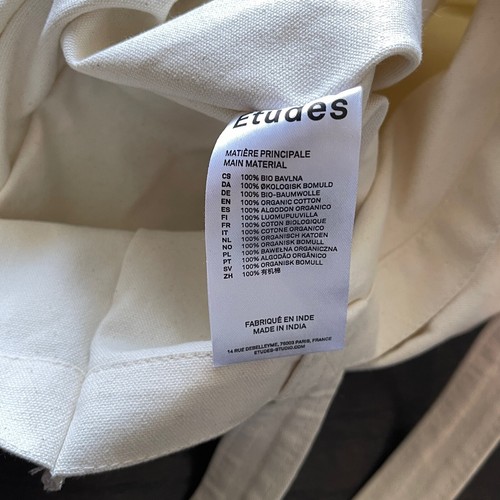 Études
MATIÈRE PRINCIPALE
MAIN MATERIAL
CS 100% BIO BAVLNA
DA 100% ØKOLOGISK BOMULD
DE 100% BIO-BAUMWOLLE
EN 100% ORGANIC COTTON
ES 100% ALGODON ORGANICO
FI 100% LUOMUPUUVILLA
FR 100% COTON BIOLOGIQUE
IT 100% COTONE ORGANICO
NL 100% ORGANISCH KATOEN
NO 100% ORGANISK BOMULL
PL 100% BAWEŁNA ORGANICZNA
PT 100% ALGODÃO ORGÂNICO
SV 100% ORGANISK BOMULL
ZH 100% 有机棉
FABRIQUÉ EN INDE
MADE IN INDIA
14 RUE DEBELLEYME, 75003 PARIS, FRANCE
ETUDES-STUDIO.COM